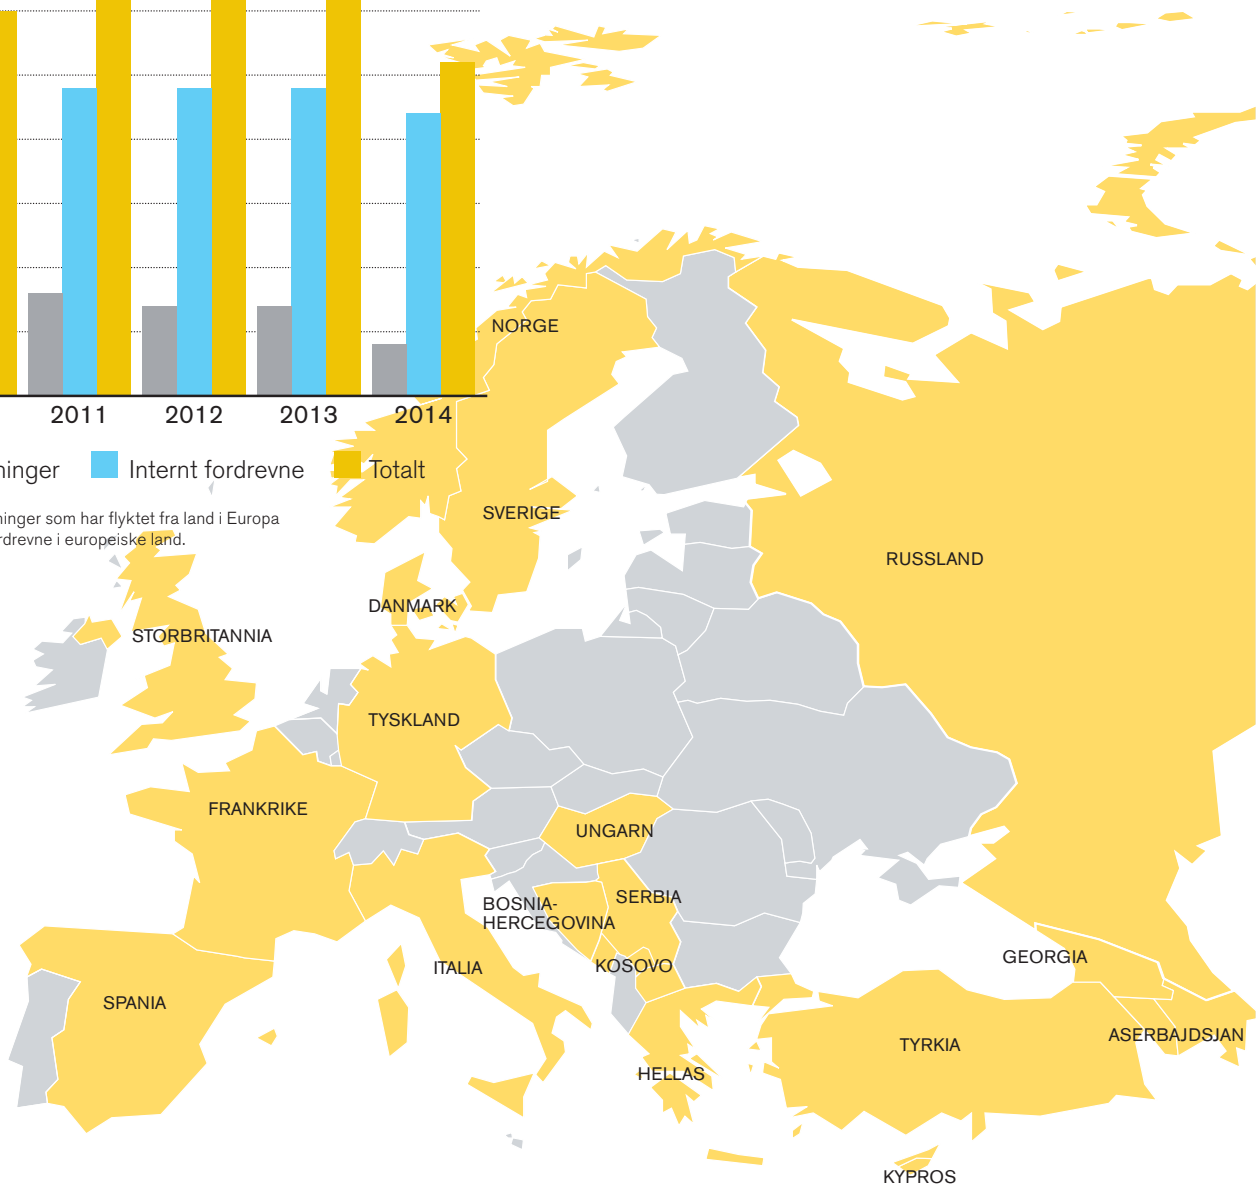 2011 2012 2013 2014
ninger Internt fordrevne Totalt
ninger som har flyktet fra land i Europa
rdrevne i europeiske land.
NORGE
SVERIGE
RUSSLAND
DANMARK
STORBRITANNIA
TYSKLAND
FRANKRIKE
UNGARN
SERBIA
BOSNIA-
HERCEGOVINA
KOSOVO
ITALIA
GEORGIA
SPANIA
ASERBAJDSJAN
TYRKIA
HELLAS
KYPROS